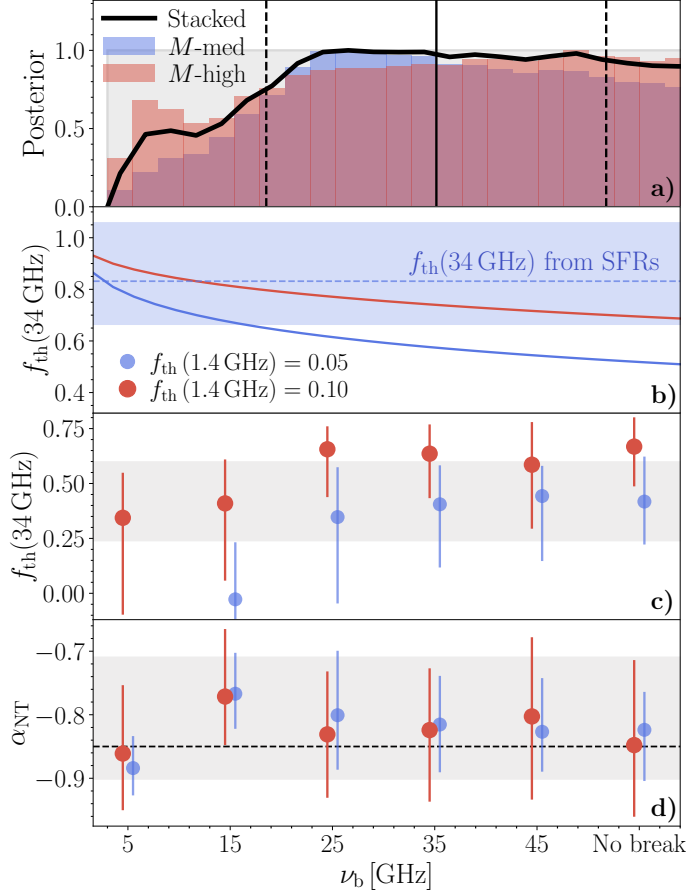 Stacked
M-med
M-high
Posterior
1.0
0.5
0.0
a)
f_th(34 GHz)
1.0
0.8
0.6
0.4
f_th(34 GHz) from SFRs
f_th (1.4 GHz) = 0.05
f_th (1.4 GHz) = 0.10
b)
f_th(34 GHz)
0.75
0.50
0.25
0.00
c)
α_NT
−0.7
−0.8
−0.9
d)
5 15 25 35 45 No break
ν_b [GHz]